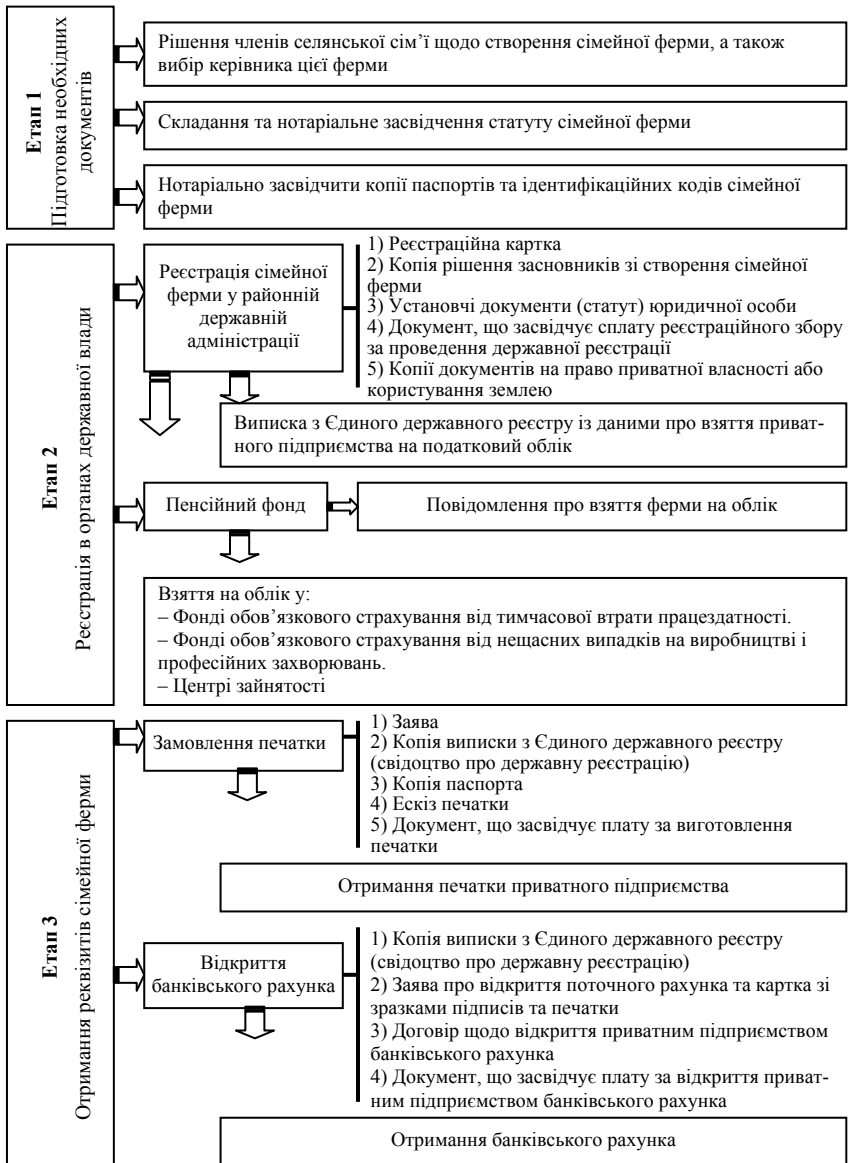 Етап 1
Підготовка необхідних
документів
Рішення членів селянської сім’ї щодо створення сімейної ферми, а також
вибір керівника цієї ферми
Складання та нотаріальне засвідчення статуту сімейної ферми
Нотаріально засвідчити копії паспортів та ідентифікаційних кодів сімейної
ферми
Етап 2
Реєстрація в органах державної влади
Реєстрація сімейної
ферми у районній
державній
адміністрації
1) Реєстраційна картка
2) Копія рішення засновників зі створення сімейної
ферми
3) Установчі документи (статут) юридичної особи
4) Документ, що засвідчує сплату реєстраційного збору
за проведення державної реєстрації
5) Копії документів на право приватної власності або
користування землею
Виписка з Єдиного державного реєстру із даними про взяття приват-
ного підприємства на податковий облік
Пенсійний фонд
Повідомлення про взяття ферми на облік
Взяття на облік у:
– Фонді обов’язкового страхування від тимчасової втрати працездатності.
– Фонді обов’язкового страхування від нещасних випадків на виробництві і
професійних захворювань.
– Центрі зайнятості
Етап 3
Отримання реквізитів сімейної ферми
Замовлення печатки
1) Заява
2) Копія виписки з Єдиного державного реєстру
(свідоцтво про державну реєстрацію)
3) Копія паспорта
4) Ескіз печатки
5) Документ, що засвідчує плату за виготовлення
печатки
Отримання печатки приватного підприємства
Відкриття
банківського рахунка
1) Копія виписки з Єдиного державного реєстру
(свідоцтво про державну реєстрацію)
2) Заява про відкриття поточного рахунка та картка зі
зразками підписів та печатки
3) Договір щодо відкриття приватним підприємством
банківського рахунка
4) Документ, що засвідчує плату за відкриття приват-
ним підприємством банківського рахунка
Отримання банківського рахунка